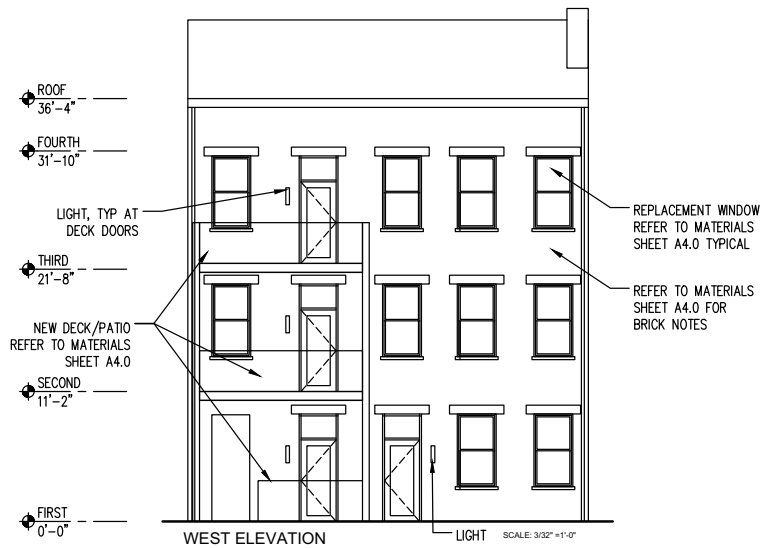 ROOF
36'-4"
FOURTH
31'-10"
LIGHT, TYP AT
DECK DOORS
REPLACEMENT WINDOW
REFER TO MATERIALS
SHEET A4.0 TYPICAL
THIRD
21'-8"
REFER TO MATERIALS
SHEET A4.0 FOR
BRICK NOTES
NEW DECK/PATIO
REFER TO MATERIALS
SHEET A4.0
SECOND
11'-2"
FIRST
0'-0"
WEST ELEVATION
LIGHT
SCALE: 3/32" =1'-0"